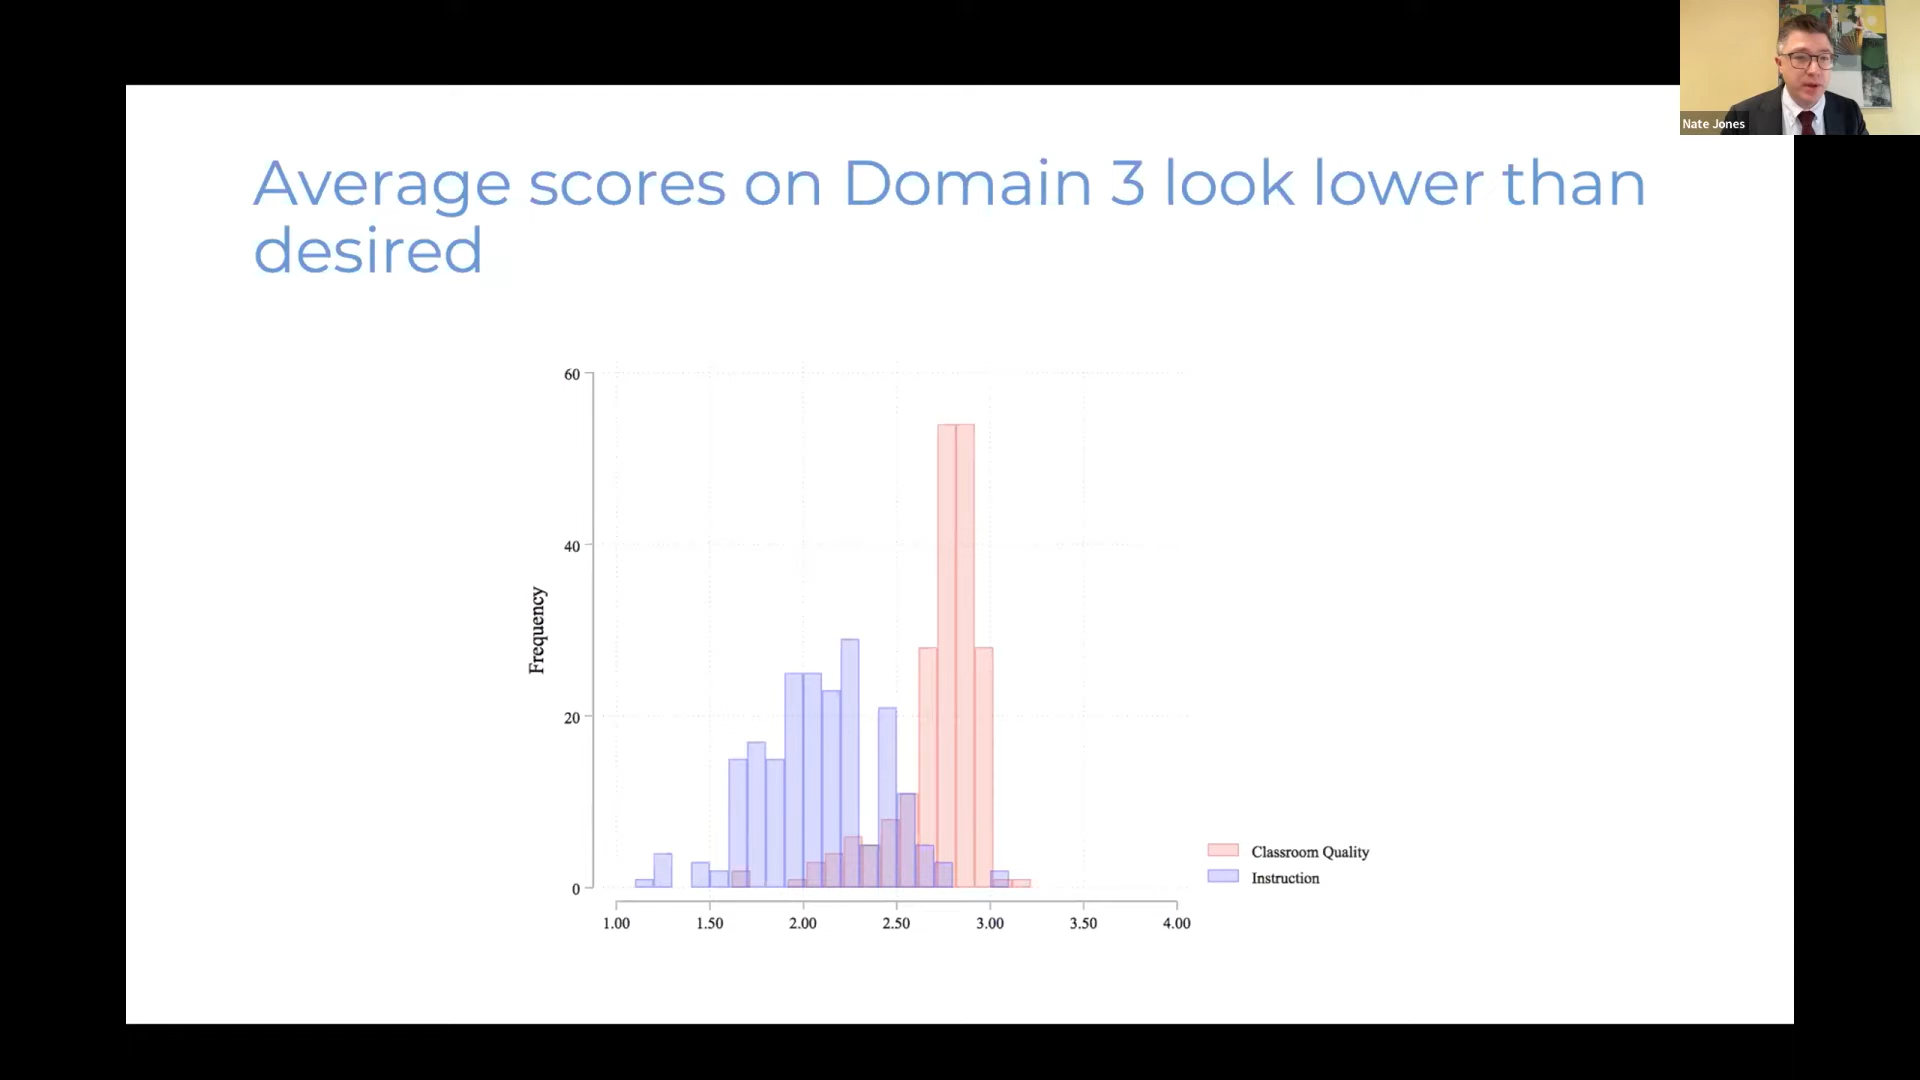 Nate Jones
Average scores on Domain 3 look lower than
desired
60
40
20
0
Frequency
1.00 1.50 2.00 2.50 3.00 3.50 4.00
Classroom Quality
Instruction